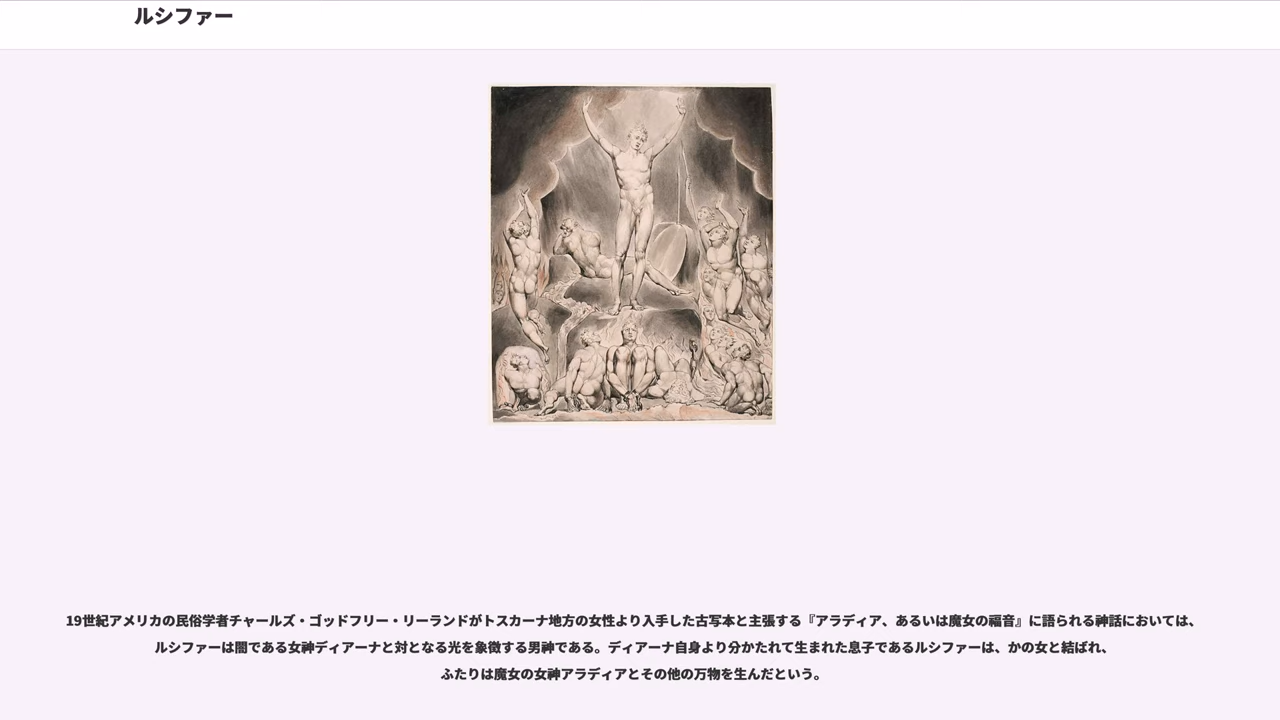 ルシファー
19世紀アメリカの民俗学者チャールズ・ゴッドフリー・リーランドがトスカーナ地方の女性より入手した古写本と主張する『アラディア、あるいは魔女の福音』に語られる神話においては、
ルシファーは闇である女神ディアーナと対となる光を象徴する男神である。ディアーナ自身より分かたれて生まれた息子であるルシファーは、かの女と結ばれ、
ふたりは魔女の女神アラディアとその他の万物を生んだという。